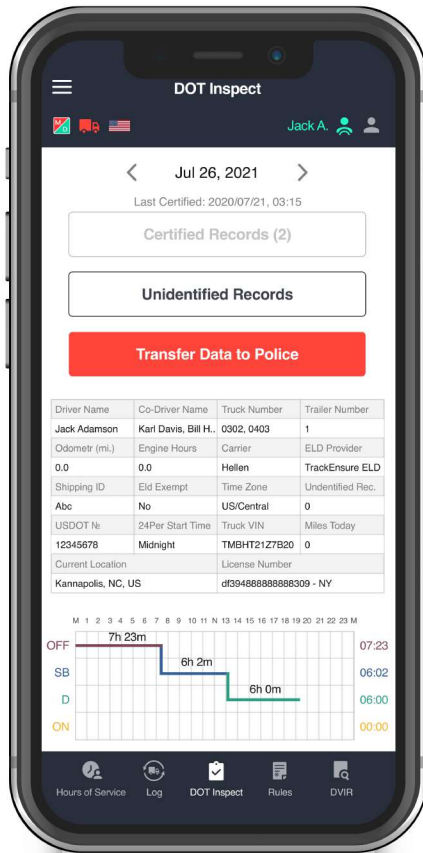 DOT Inspect
M/D
Jack A.
Jul 26, 2021
Last Certified: 2020/07/21, 03:15
Certified Records (2)
Unidentified Records
Transfer Data to Police
Driver Name Co-Driver Name Truck Number Trailer Number
Jack Adamson Karl Davis, Bill H.. 0302, 0403 1
Odometr (mi.) Engine Hours Carrier ELD Provider
0.0 0.0 Hellen TrackEnsure ELD
Shipping ID Eld Exempt Time Zone Undentified Rec.
Abc No US/Central 0
USDOT № 24Per Start Time Truck VIN Miles Today
12345678 Midnight TMBHT21Z7B20 0
Current Location License Number
Kannapolis, NC, US df394888888888309 - NY
M 1 2 3 4 5 6 7 8 9 10 11 N 13 14 15 16 17 18 19 20 21 22 23 M
OFF 7h 23m 07:23
SB 6h 2m 06:02
D 6h 0m 06:00
ON 00:00
Hours of Service Log DOT Inspect Rules DVIR